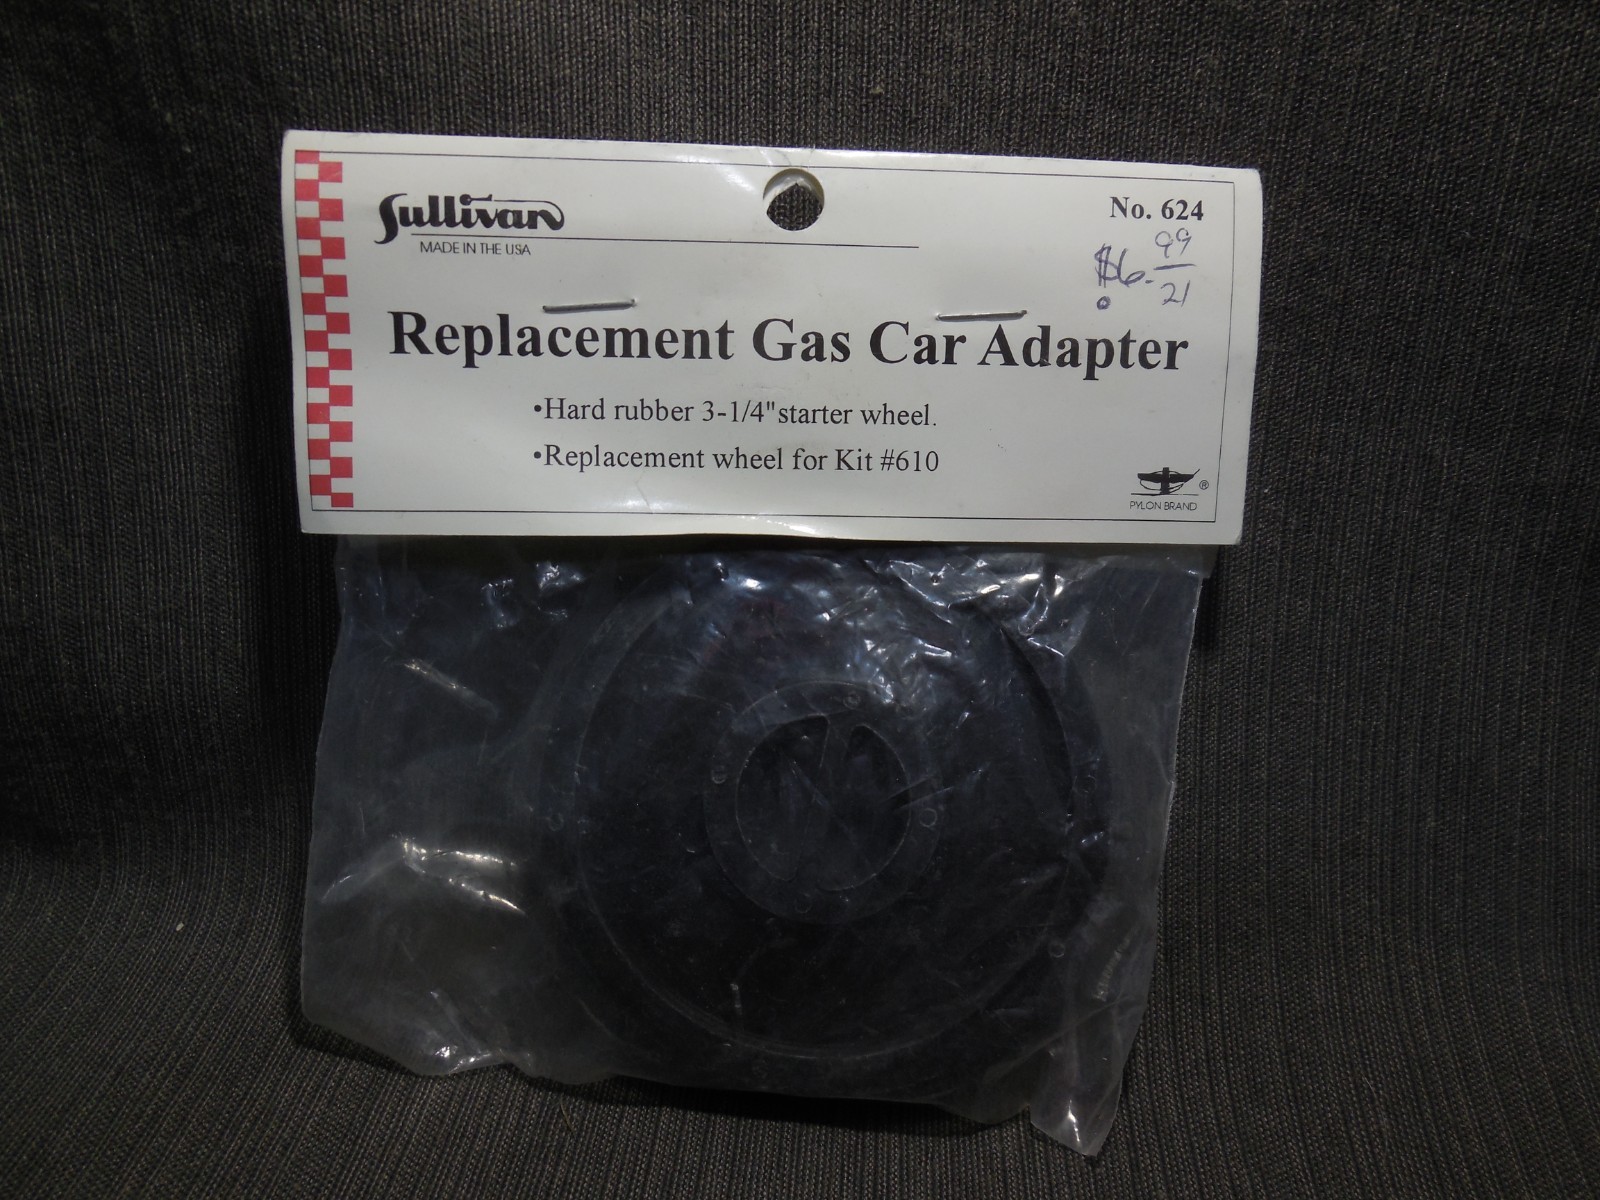 Sullivan
MADE IN THE USA
No. 624
$6.99
21
Replacement Gas Car Adapter
•Hard rubber 3-1/4" starter wheel.
•Replacement wheel for Kit #610
®
PYLON BRAND